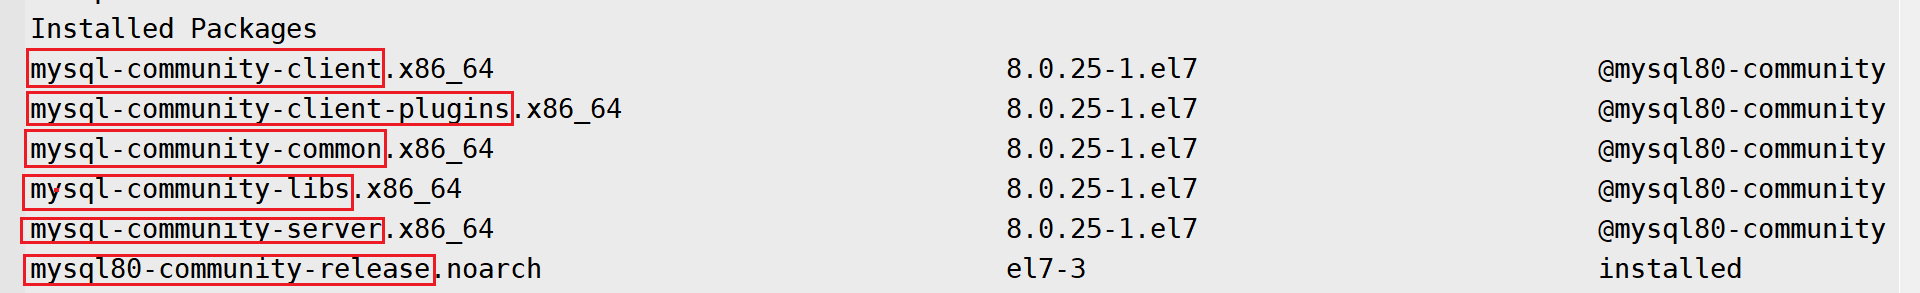 Installed Packages
mysql-community-client.x86_64 8.0.25-1.el7 @mysql80-community
mysql-community-client-plugins.x86_64 8.0.25-1.el7 @mysql80-community
mysql-community-common.x86_64 8.0.25-1.el7 @mysql80-community
mysql-community-libs.x86_64 8.0.25-1.el7 @mysql80-community
mysql-community-server.x86_64 8.0.25-1.el7 @mysql80-community
mysql80-community-release.noarch el7-3 installed